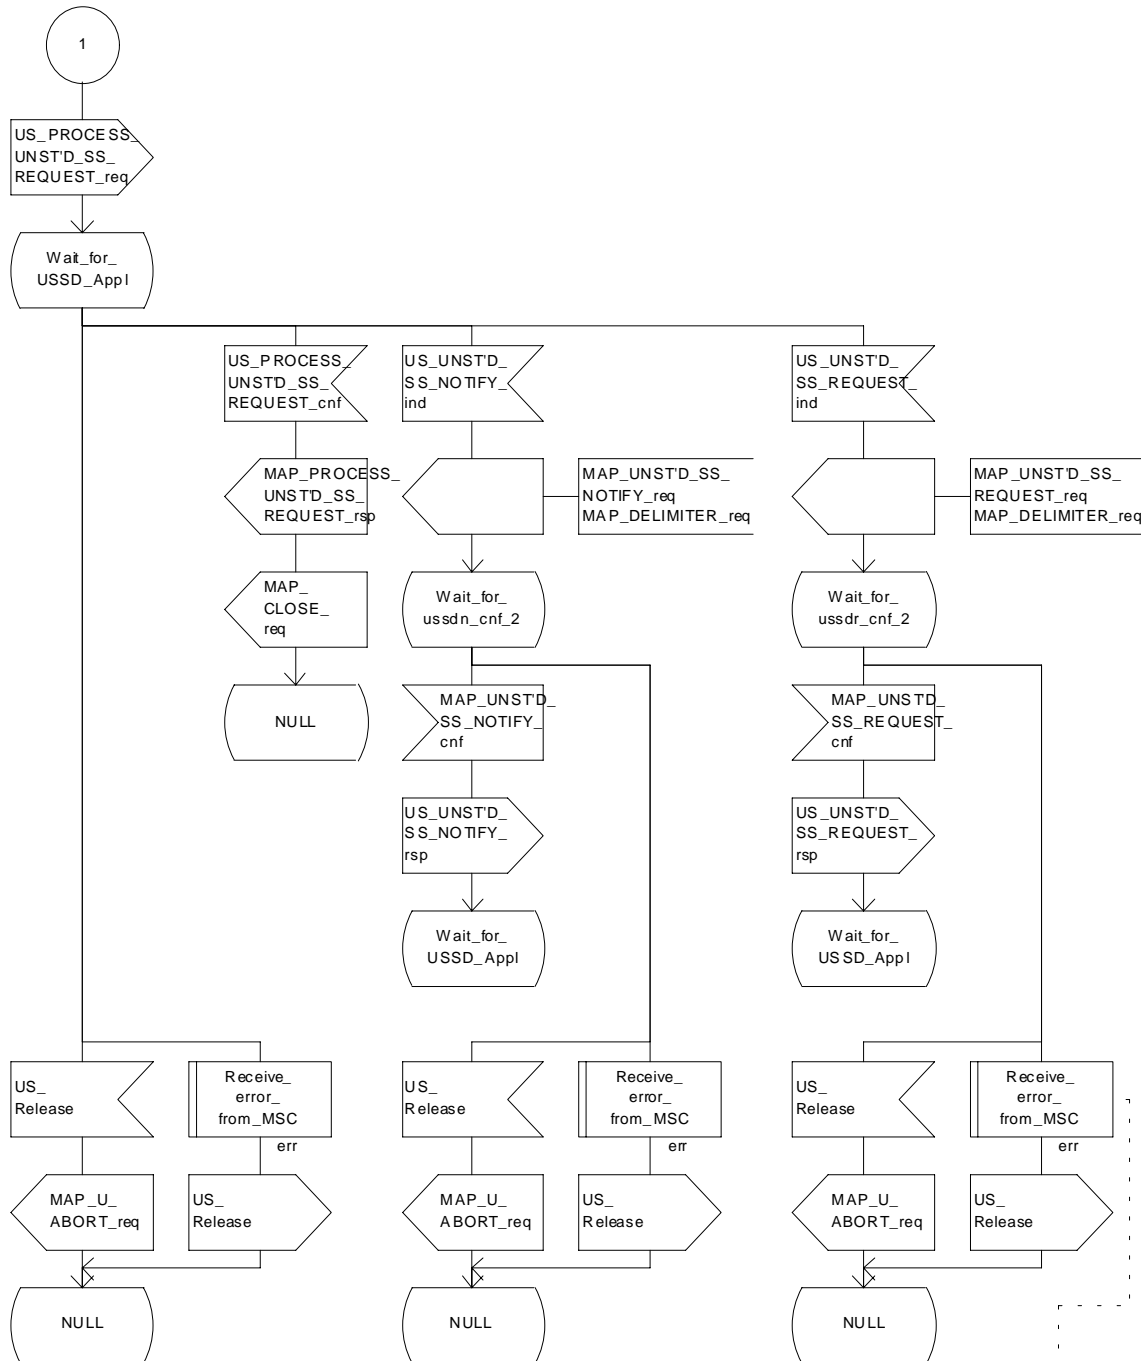 1
US_PROCESS_
UNST'D_SS_
REQUEST_req
Wait_for_
USSD_Appl
US_PROCESS_
UNST'D_SS_
REQUEST_cnf
US_UNST'D_
SS_NOTIFY_
ind
US_UNST'D_
SS_REQUEST_
ind
MAP_PROCESS_
UNST'D_SS_
REQUEST_rsp
MAP_UNST'D_SS_
NOTIFY_req
MAP_DELIMITER_req
MAP_UNST'D_SS_
REQUEST_req
MAP_DELIMITER_req
MAP_
CLOSE_
req
Wait_for_
ussdn_cnf_2
Wait_for_
ussdr_cnf_2
NULL
MAP_UNST'D_
SS_NOTIFY_
cnf
MAP_UNST'D_
SS_REQUEST_
cnf
US_UNST'D_
SS_NOTIFY_
rsp
US_UNST'D_
SS_REQUEST_
rsp
Wait_for_
USSD_Appl
Wait_for_
USSD_Appl
US_
Release
Receive_
error_
from_MSC
err
US_
Release
Receive_
error_
from_MSC
err
US_
Release
Receive_
error_
from_MSC
err
MAP_U_
ABORT_req
US_
Release
MAP_U_
ABORT_req
US_
Release
MAP_U_
ABORT_req
US_
Release
NULL
NULL
NULL